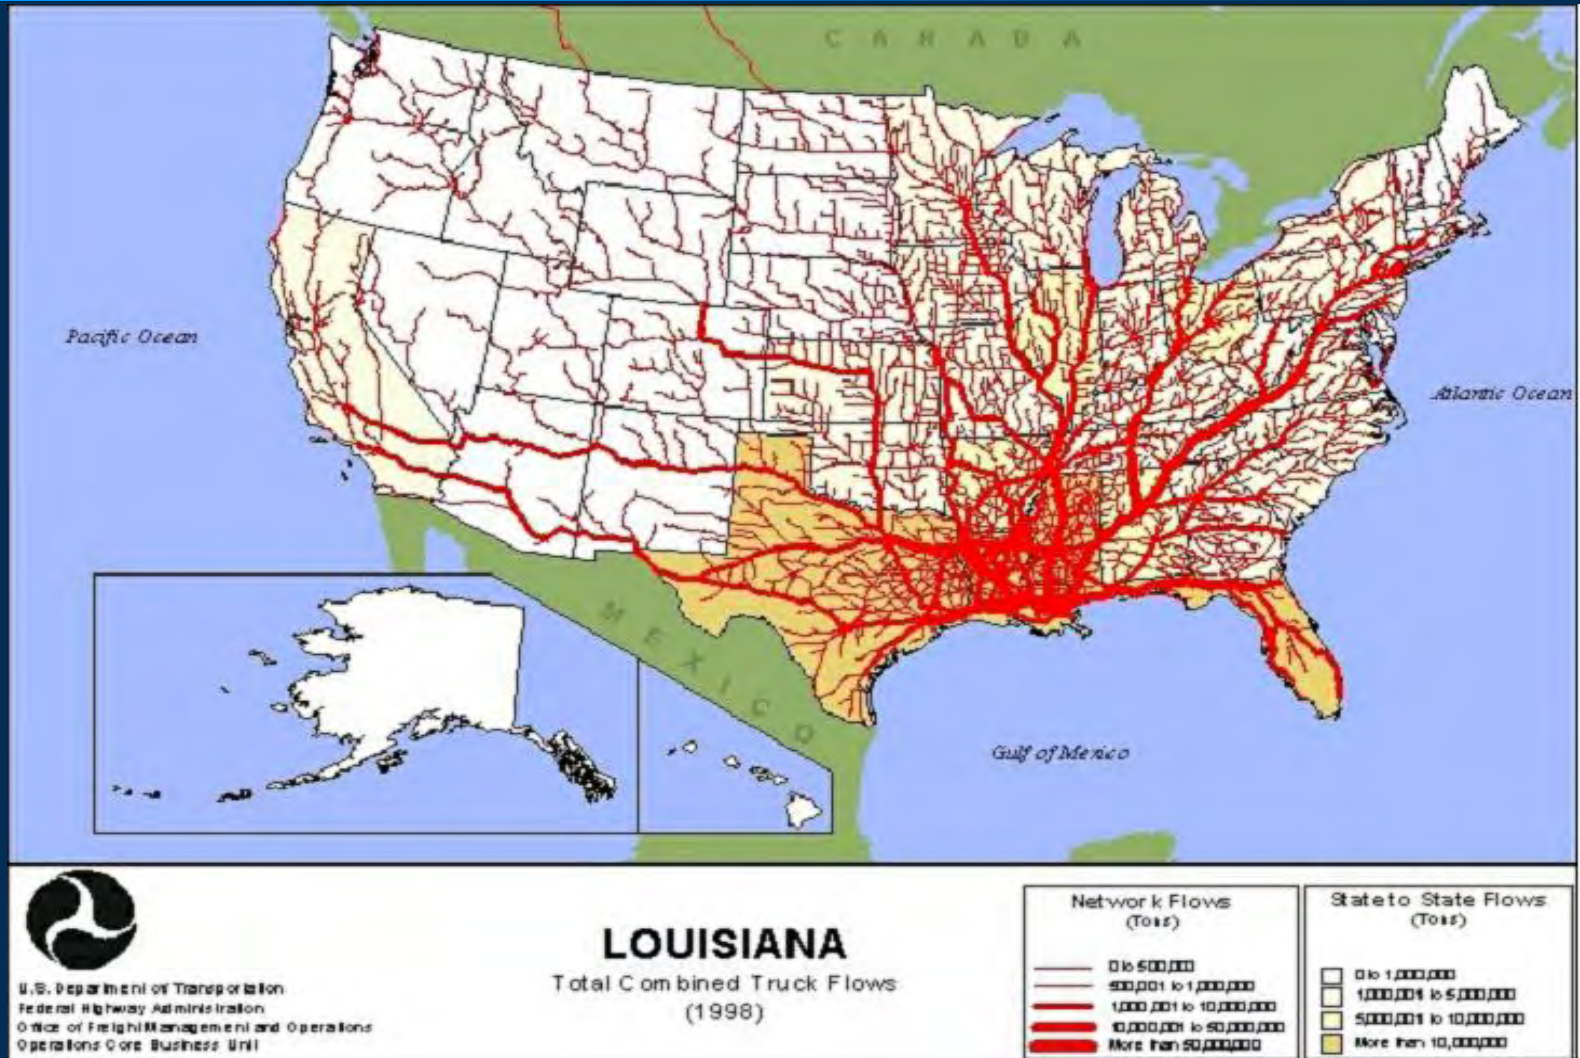 CANADA
Pacific Ocean
Atlantic Ocean
MEXICO
Gulf of Mexico
U.S. Department of Transportation
Federal Highway Administration
Office of Freight Management and Operations
Operations Core Business Unit
LOUISIANA
Total Combined Truck Flows
(1998)
Network Flows
(Tons)
0 to 500,000
500,001 to 1,000,000
1,000,001 to 10,000,000
10,000,001 to 50,000,000
More than 50,000,000
State to State Flows
(Tons)
0 to 1,000,000
1,000,001 to 5,000,000
5,000,001 to 10,000,000
More than 10,000,000